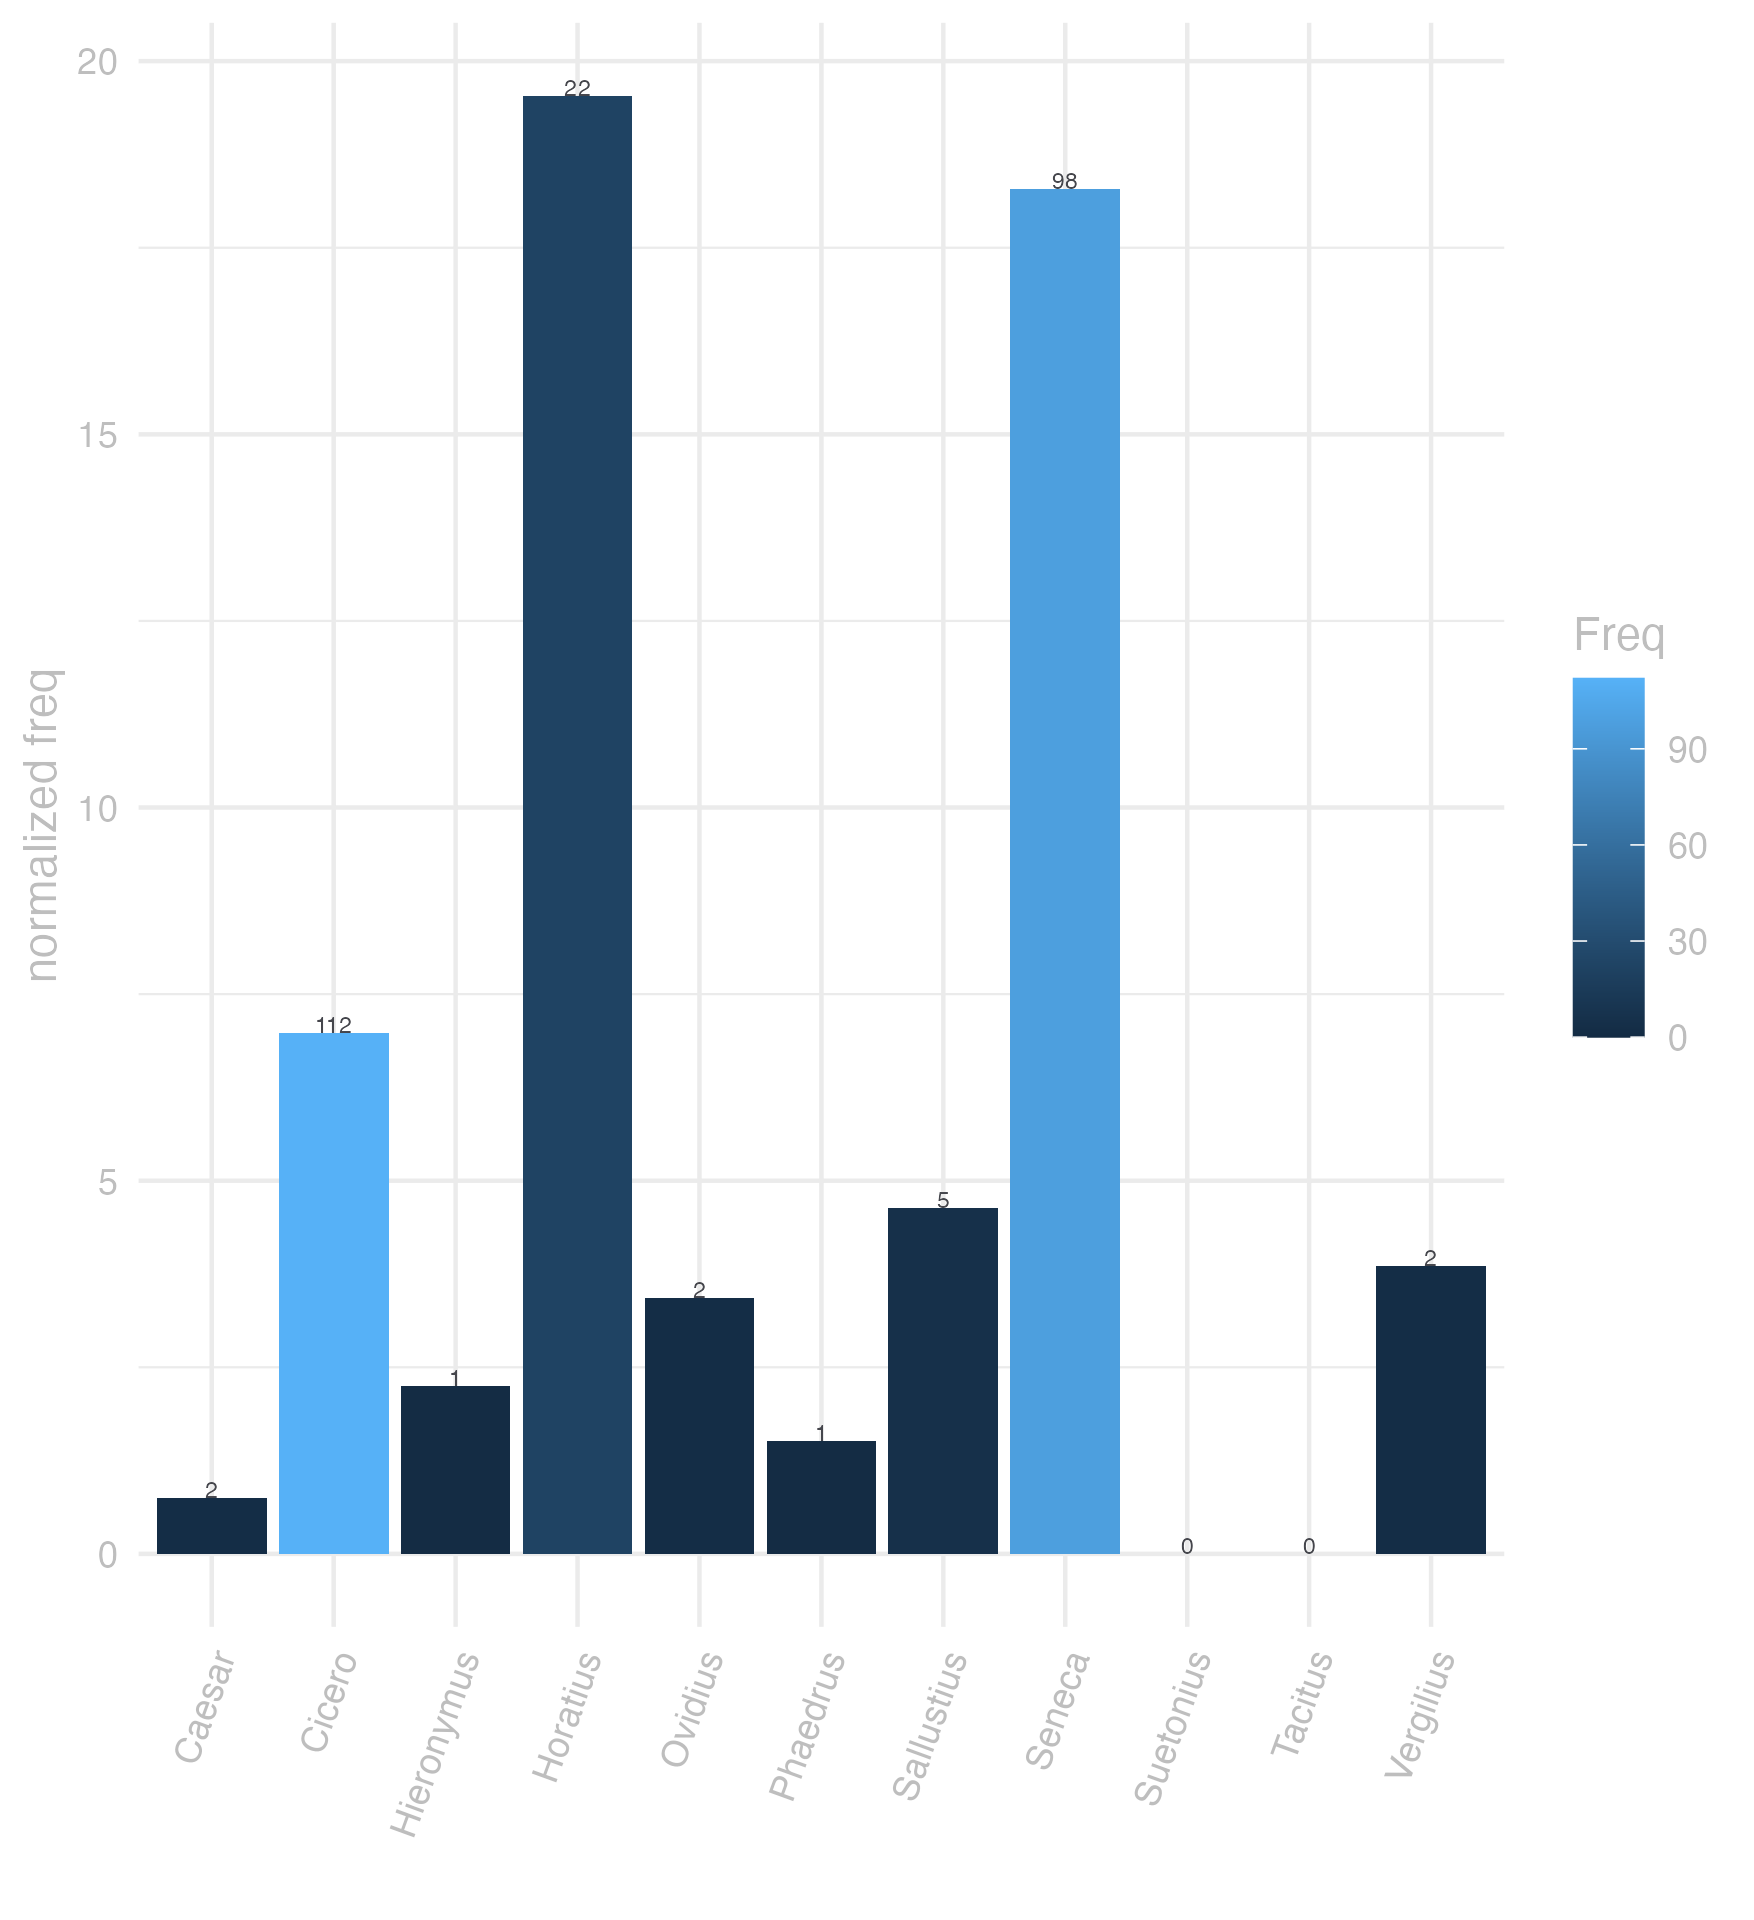 20
15
10
5
0
normalized freq
2
112
1
22
2
1
5
98
0
0
2
Caesar
Cicero
Hieronymus
Horatius
Ovidius
Phaedrus
Sallustius
Seneca
Suetonius
Tacitus
Vergilius
Freq
90
60
30
0